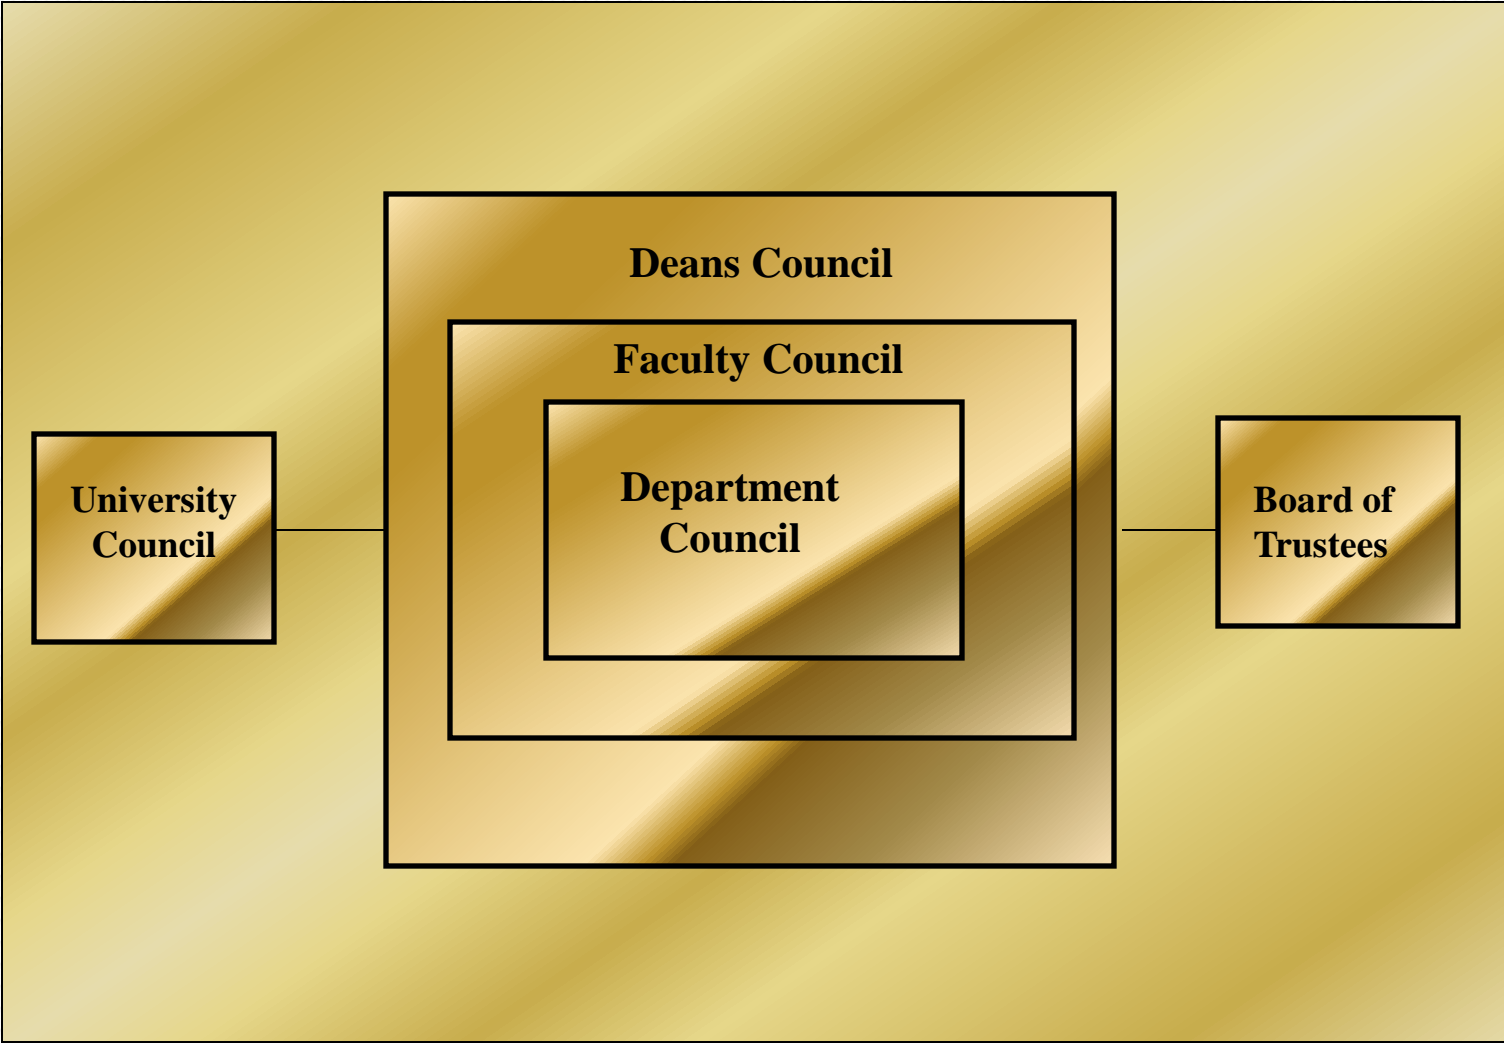 Deans Council
Faculty Council
Department
Council
University
Council
Board of
Trustees